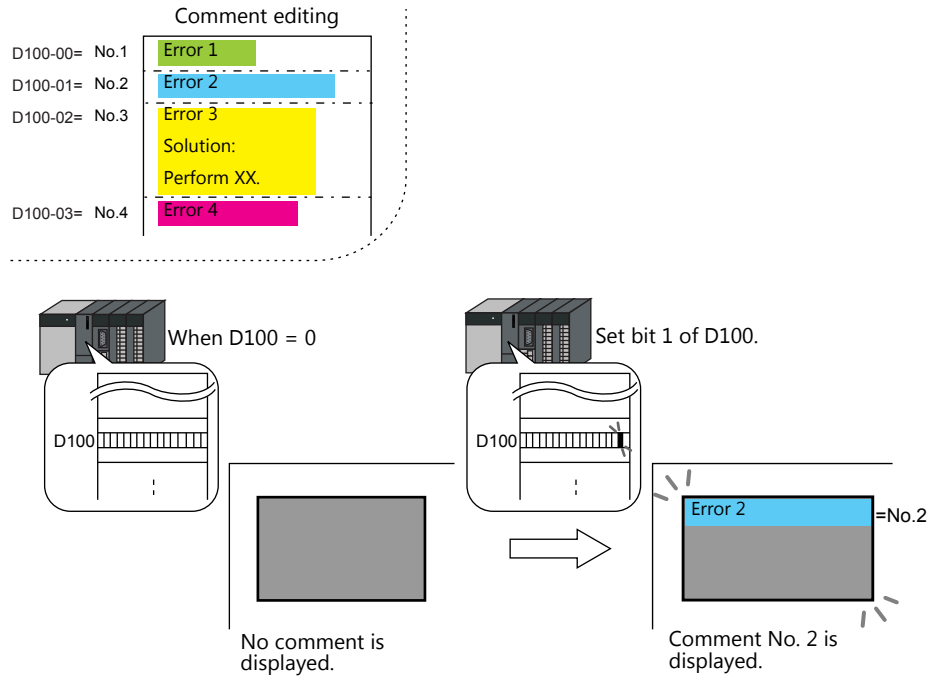 Comment editing
D100-00= No.1 Error 1
D100-01= No.2 Error 2
D100-02= No.3 Error 3
Solution:
Perform XX.
D100-03= No.4 Error 4
When D100 = 0
Set bit 1 of D100.
D100
D100
Error 2
=No.2
No comment is
displayed.
Comment No. 2 is
displayed.